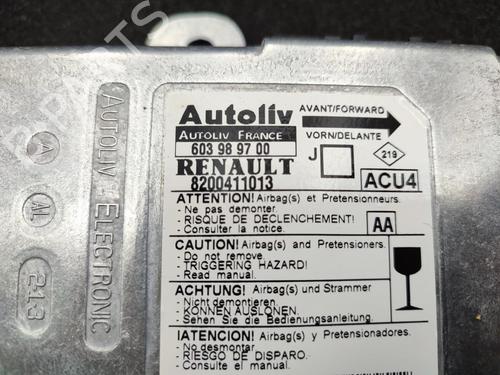 Autoliv
AUTOLIV FRANCE
603 98 97 00
RENAULT
8200411013
AVANT/FORWARD
VORN/DELANTE
J
219
ACU4
ATTENTION! Airbag(s) et Pretensionneurs.
- Ne pas demonter.
- RISQUE DE DECLENCHEMENT!
- Consulter la notice.
AA
CAUTION! Airbag(s) and Pretensioners.
- Do not remove.
- TRIGGERING HAZARD!
- Read manual.
ACHTUNG! Airbag(s) und Strammer
- Nicht demontieren.
- KONNEN AUSLONSEN.
- Sehen Sie die Bedienungsanleitung.
¡ATENCION! Airbag(s) y Pretensionadores.
- No desmontar.
- RIESGO DE DISPARO.
- Consulte el manual.
AUTOLIV ELECTRONIC
A
AL
213